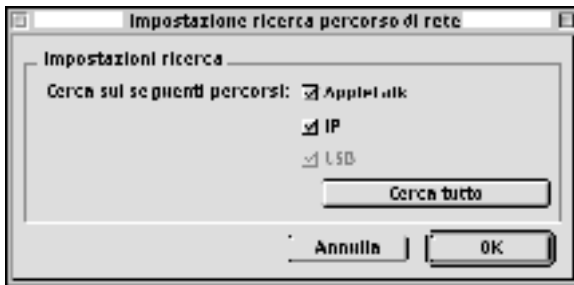 Impostazione ricerca percorso di rete
Impostazioni ricerca
Cerca sui seguenti percorsi:
AppleTalk
IP
USB
Cerca tutto
Annulla
OK